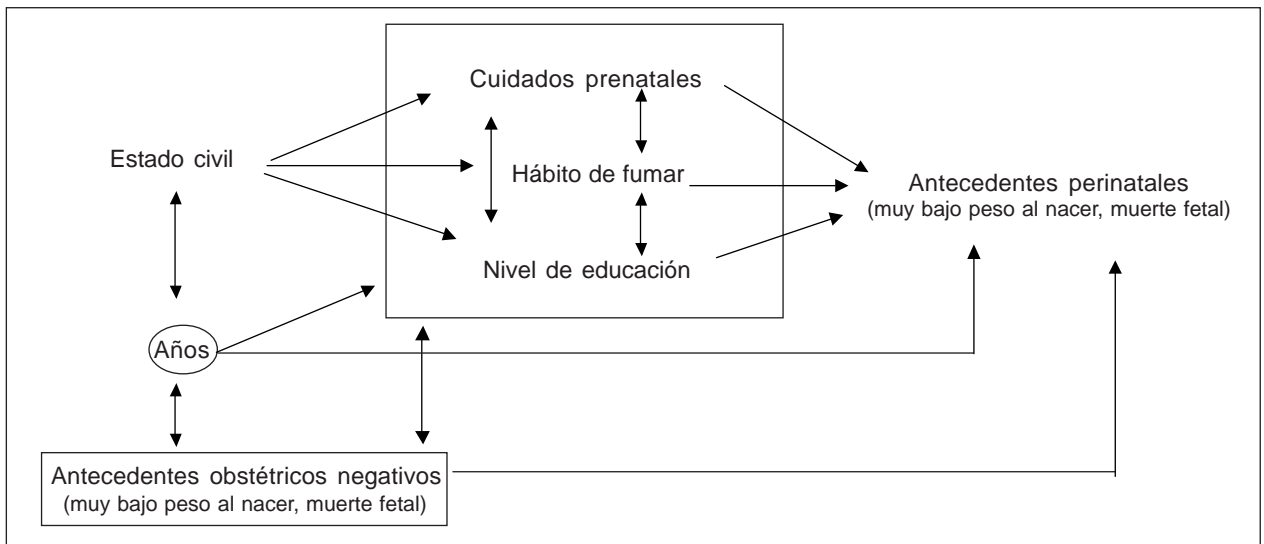 Cuidados prenatales
Estado civil
Hábito de fumar
Antecedentes perinatales
(muy bajo peso al nacer, muerte fetal)
Nivel de educación
Años
Antecedentes obstétricos negativos
(muy bajo peso al nacer, muerte fetal)